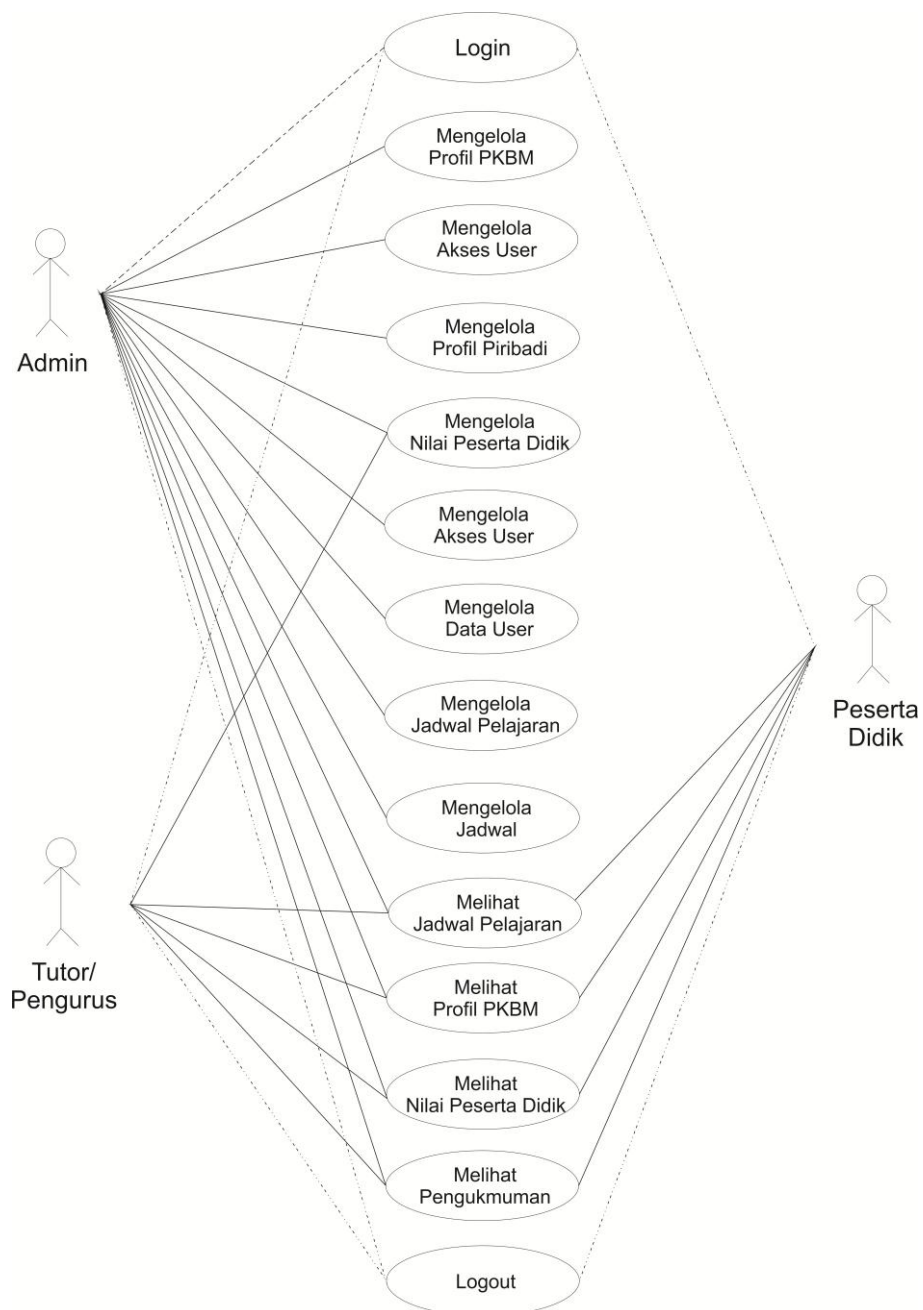 Login
Mengelola
Profil PKBM
Mengelola
Akses User
Admin
Mengelola
Profil Piribadi
Mengelola
Nilai Peserta Didik
Mengelola
Akses User
Mengelola
Data User
Peserta
Didik
Mengelola
Jadwal Pelajaran
Mengelola
Jadwal
Tutor/
Pengurus
Melihat
Jadwal Pelajaran
Melihat
Profil PKBM
Melihat
Nilai Peserta Didik
Melihat
Pengukmuman
Logout